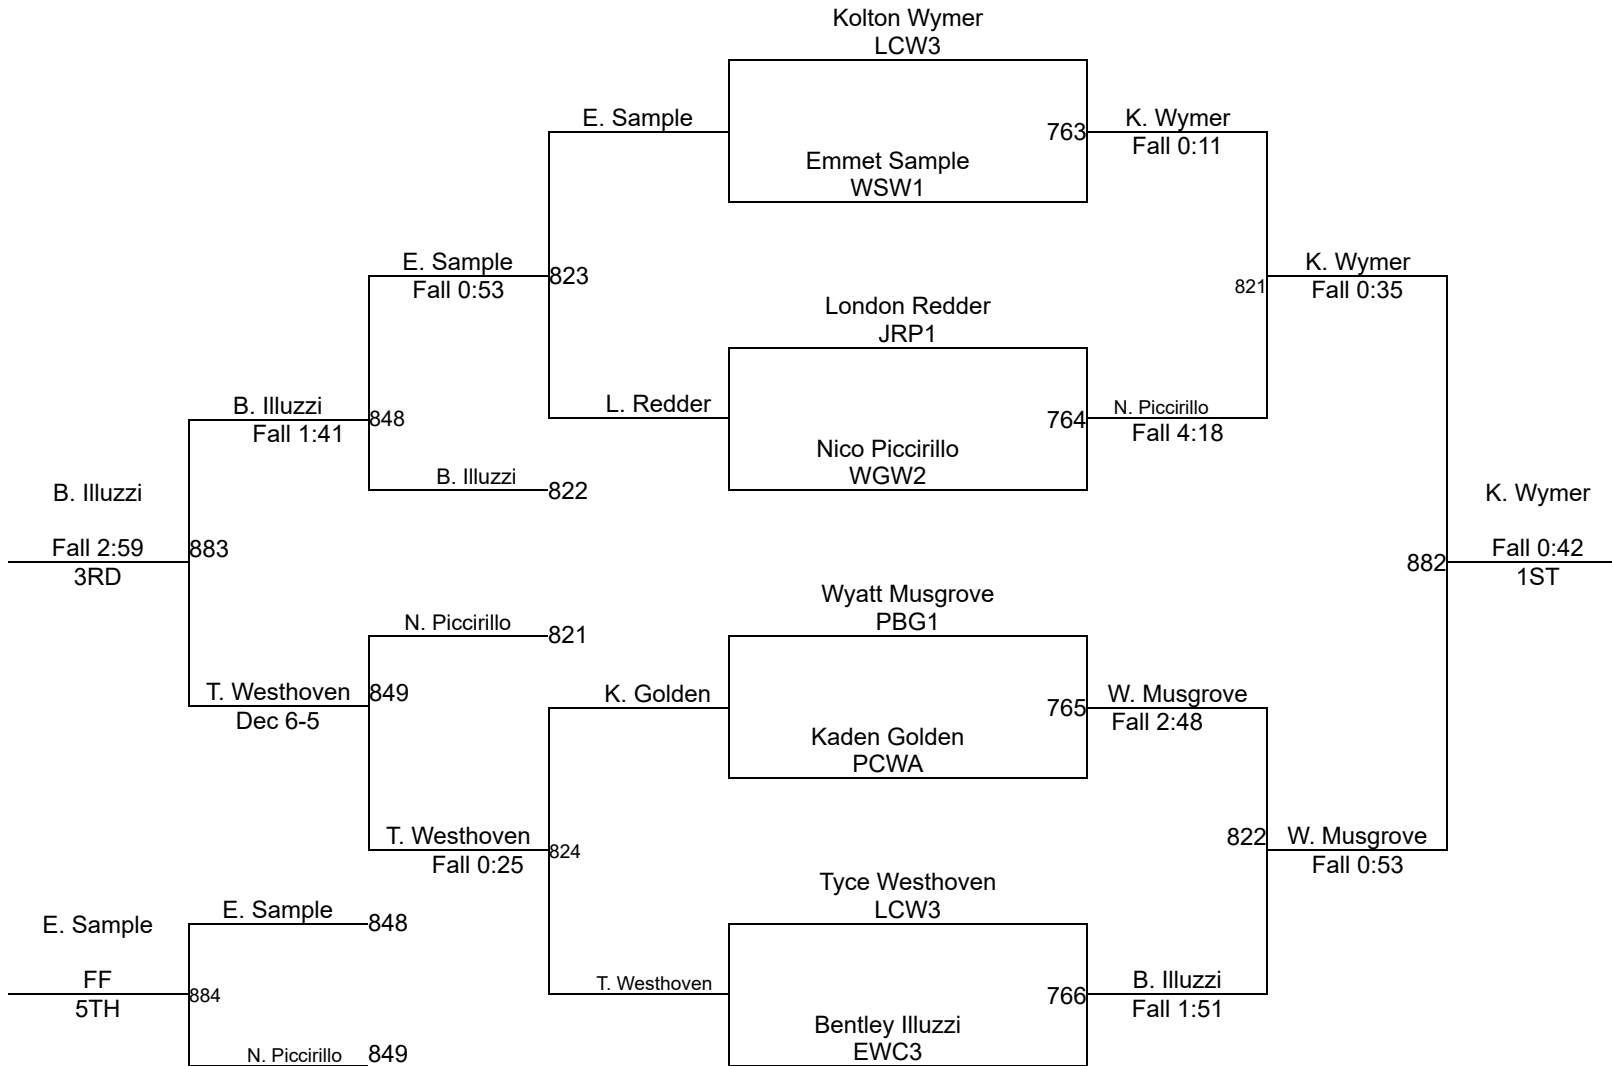 Kolton Wymer
LCW3
E. Sample
763
K. Wymer
Fall 0:11
Emmet Sample
WSW1
E. Sample
Fall 0:53
823
821
K. Wymer
Fall 0:35
London Redder
JRP1
B. Illuzzi
Fall 1:41
848
L. Redder
764
N. Piccirillo
Fall 4:18
Nico Piccirillo
WGW2
B. Illuzzi
822
B. Illuzzi
Fall 2:59
3RD
883
K. Wymer
Fall 0:42
1ST
882
Wyatt Musgrove
PBG1
N. Piccirillo
821
T. Westhoven
Dec 6-5
849
K. Golden
765
W. Musgrove
Fall 2:48
Kaden Golden
PCWA
T. Westhoven
Fall 0:25
824
822
W. Musgrove
Fall 0:53
Tyce Westhoven
LCW3
E. Sample
FF
5TH
E. Sample
848
884
N. Piccirillo
849
T. Westhoven
766
B. Illuzzi
Fall 1:51
Bentley Illuzzi
EWC3